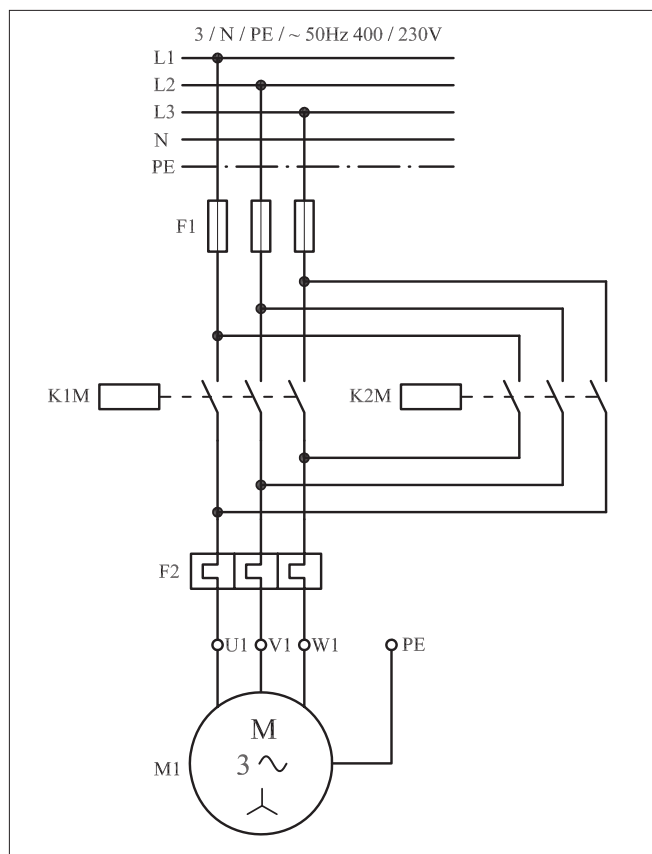 3 / N / PE / ~ 50Hz 400 / 230V
L1
L2
L3
N
PE
F1
K1M
K2M
F2
U1 V1 W1 PE
M
3
M1